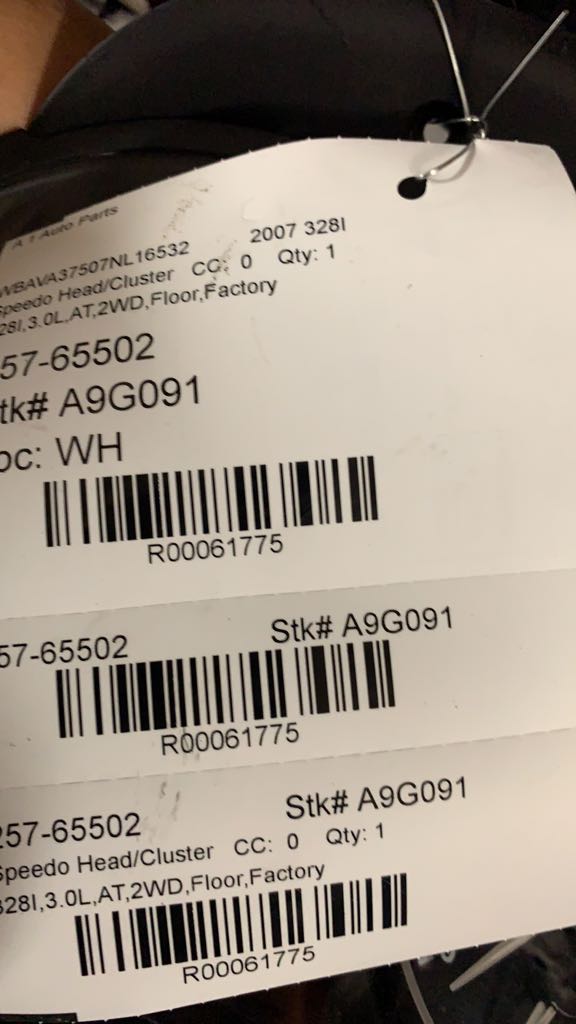 A 1 Auto Parts
WBAVA37507NL16532 2007 328I
Speedo Head/Cluster CC: 0 Qty: 1
28I,3.0L,AT,2WD,Floor,Factory
57-65502
tk# A9G091
oc: WH
R00061775
57-65502 Stk# A9G091
R00061775
257-65502 Stk# A9G091
Speedo Head/Cluster CC: 0 Qty: 1
328I,3.0L,AT,2WD,Floor,Factory
R00061775